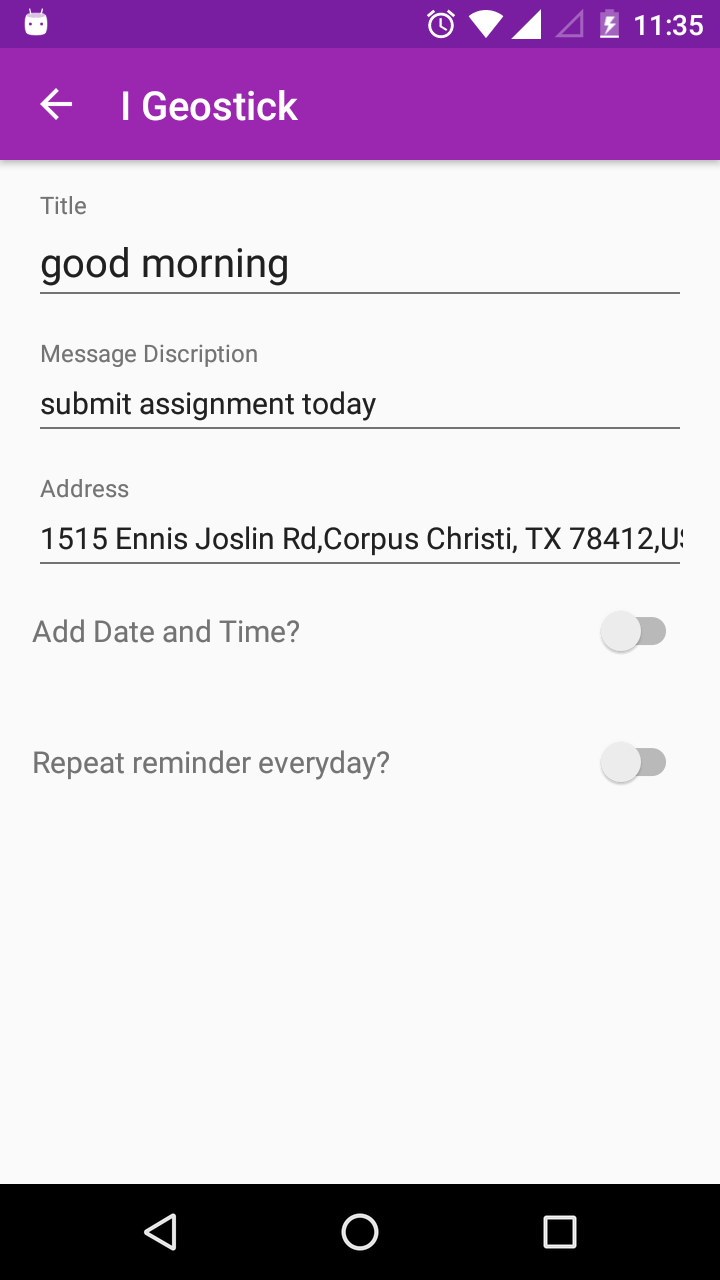 11:35
I Geostick
Title
good morning
Message Discription
submit assignment today
Address
1515 Ennis Joslin Rd,Corpus Christi, TX 78412,US
Add Date and Time?
Repeat reminder everyday?